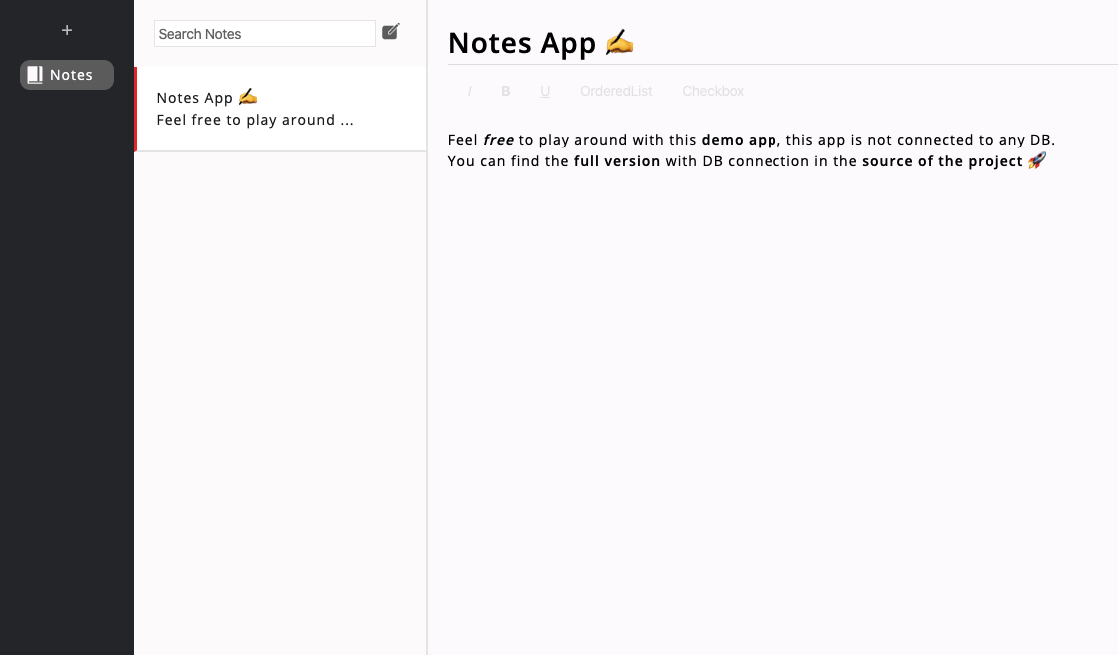 +
Notes
Search Notes
Notes App ✍️
Feel free to play around ...
Notes App ✍️
I B U OrderedList Checkbox
Feel free to play around with this demo app, this app is not connected to any DB.
You can find the full version with DB connection in the source of the project 🚀